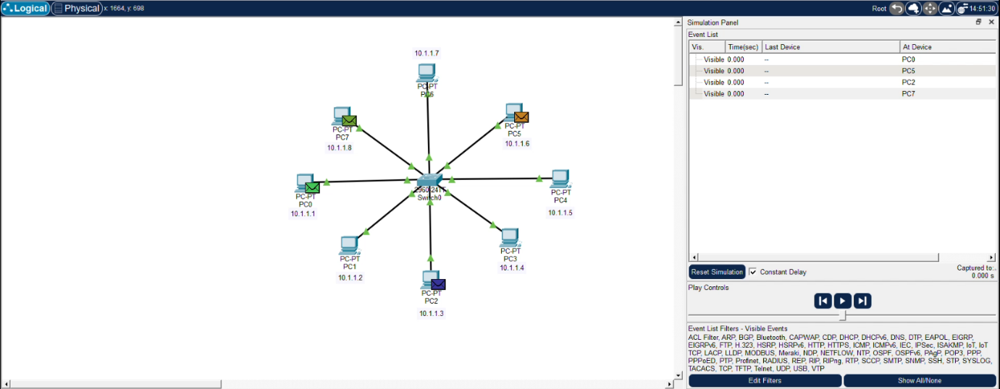 Logical Physical x: 1664, y: 698 Root 14:51:30
10.1.1.7
PC-PT
PC6
PC-PT
PC7
10.1.1.8
PC-PT
PC5
10.1.1.6
PC-PT
PC0
10.1.1.1
2960-24TT
Switch0
PC-PT
PC4
10.1.1.5
PC-PT
PC1
10.1.1.2
PC-PT
PC3
10.1.1.4
PC-PT
PC2
10.1.1.3
Simulation Panel
Event List
Vis. Time(sec) Last Device At Device
Visible 0.000 -- PC0
Visible 0.000 -- PC5
Visible 0.000 -- PC2
Visible 0.000 -- PC7
Reset Simulation Constant Delay Captured to:
0.000 s
Play Controls
Event List Filters - Visible Events
ACL Filter, ARP, BGP, Bluetooth, CAPWAP, CDP, DHCP, DHCPv6, DNS, DTP, EAPOL, EIGRP,
EIGRPv6, FTP, H.323, HSRP, HSRPv6, HTTP, HTTPS, ICMP, ICMPv6, IEC, IPSec, ISAKMP, IoT, IoT
TCP, LACP, LLDP, MODBUS, Meraki, NDP, NETFLOW, NTP, OSPF, OSPFv6, PAgP, POP3, PPP,
PPPoED, PTP, Profinet, RADIUS, REP, RIP, RIPng, RTP, SCCP, SMTP, SNMP, SSH, STP, SYSLOG,
TACACS, TCP, TFTP, Telnet, UDP, USB, VTP
Edit Filters Show All/None